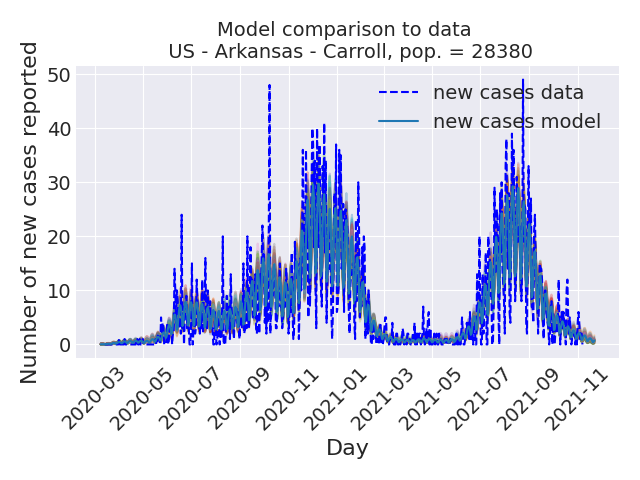 Model comparison to data
US - Arkansas - Carroll, pop. = 28380
new cases data
new cases model
Number of new cases reported
50
40
30
20
10
0
2020-03
2020-05
2020-07
2020-09
2020-11
2021-01
2021-03
2021-05
2021-07
2021-09
2021-11
Day